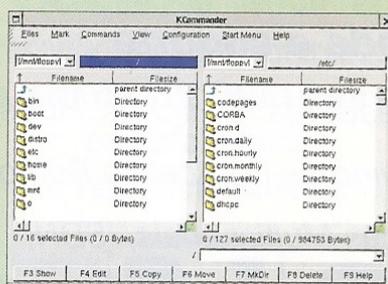 KCommander
Files Mark Commands View Configuration Start Menu Help
[/mnt/floppy] / [/mnt/floppy] /etc/
Filename Filesize Filename Filesize
.. parent directory .. parent directory
bin Directory codepages Directory
boot Directory CORBA Directory
dev Directory cron.d Directory
distro Directory cron.daily Directory
etc Directory cron.hourly Directory
home Directory cron.monthly Directory
lib Directory cron.weekly Directory
mnt Directory default Directory
o Directory dhcpc Directory
0 / 16 selected Files (0 / 0 Bytes) 0 / 127 selected Files (0 / 984753 Bytes)
/
F3 Show F4 Edit F5 Copy F6 Move F7 MkDir F8 Delete F9 Help